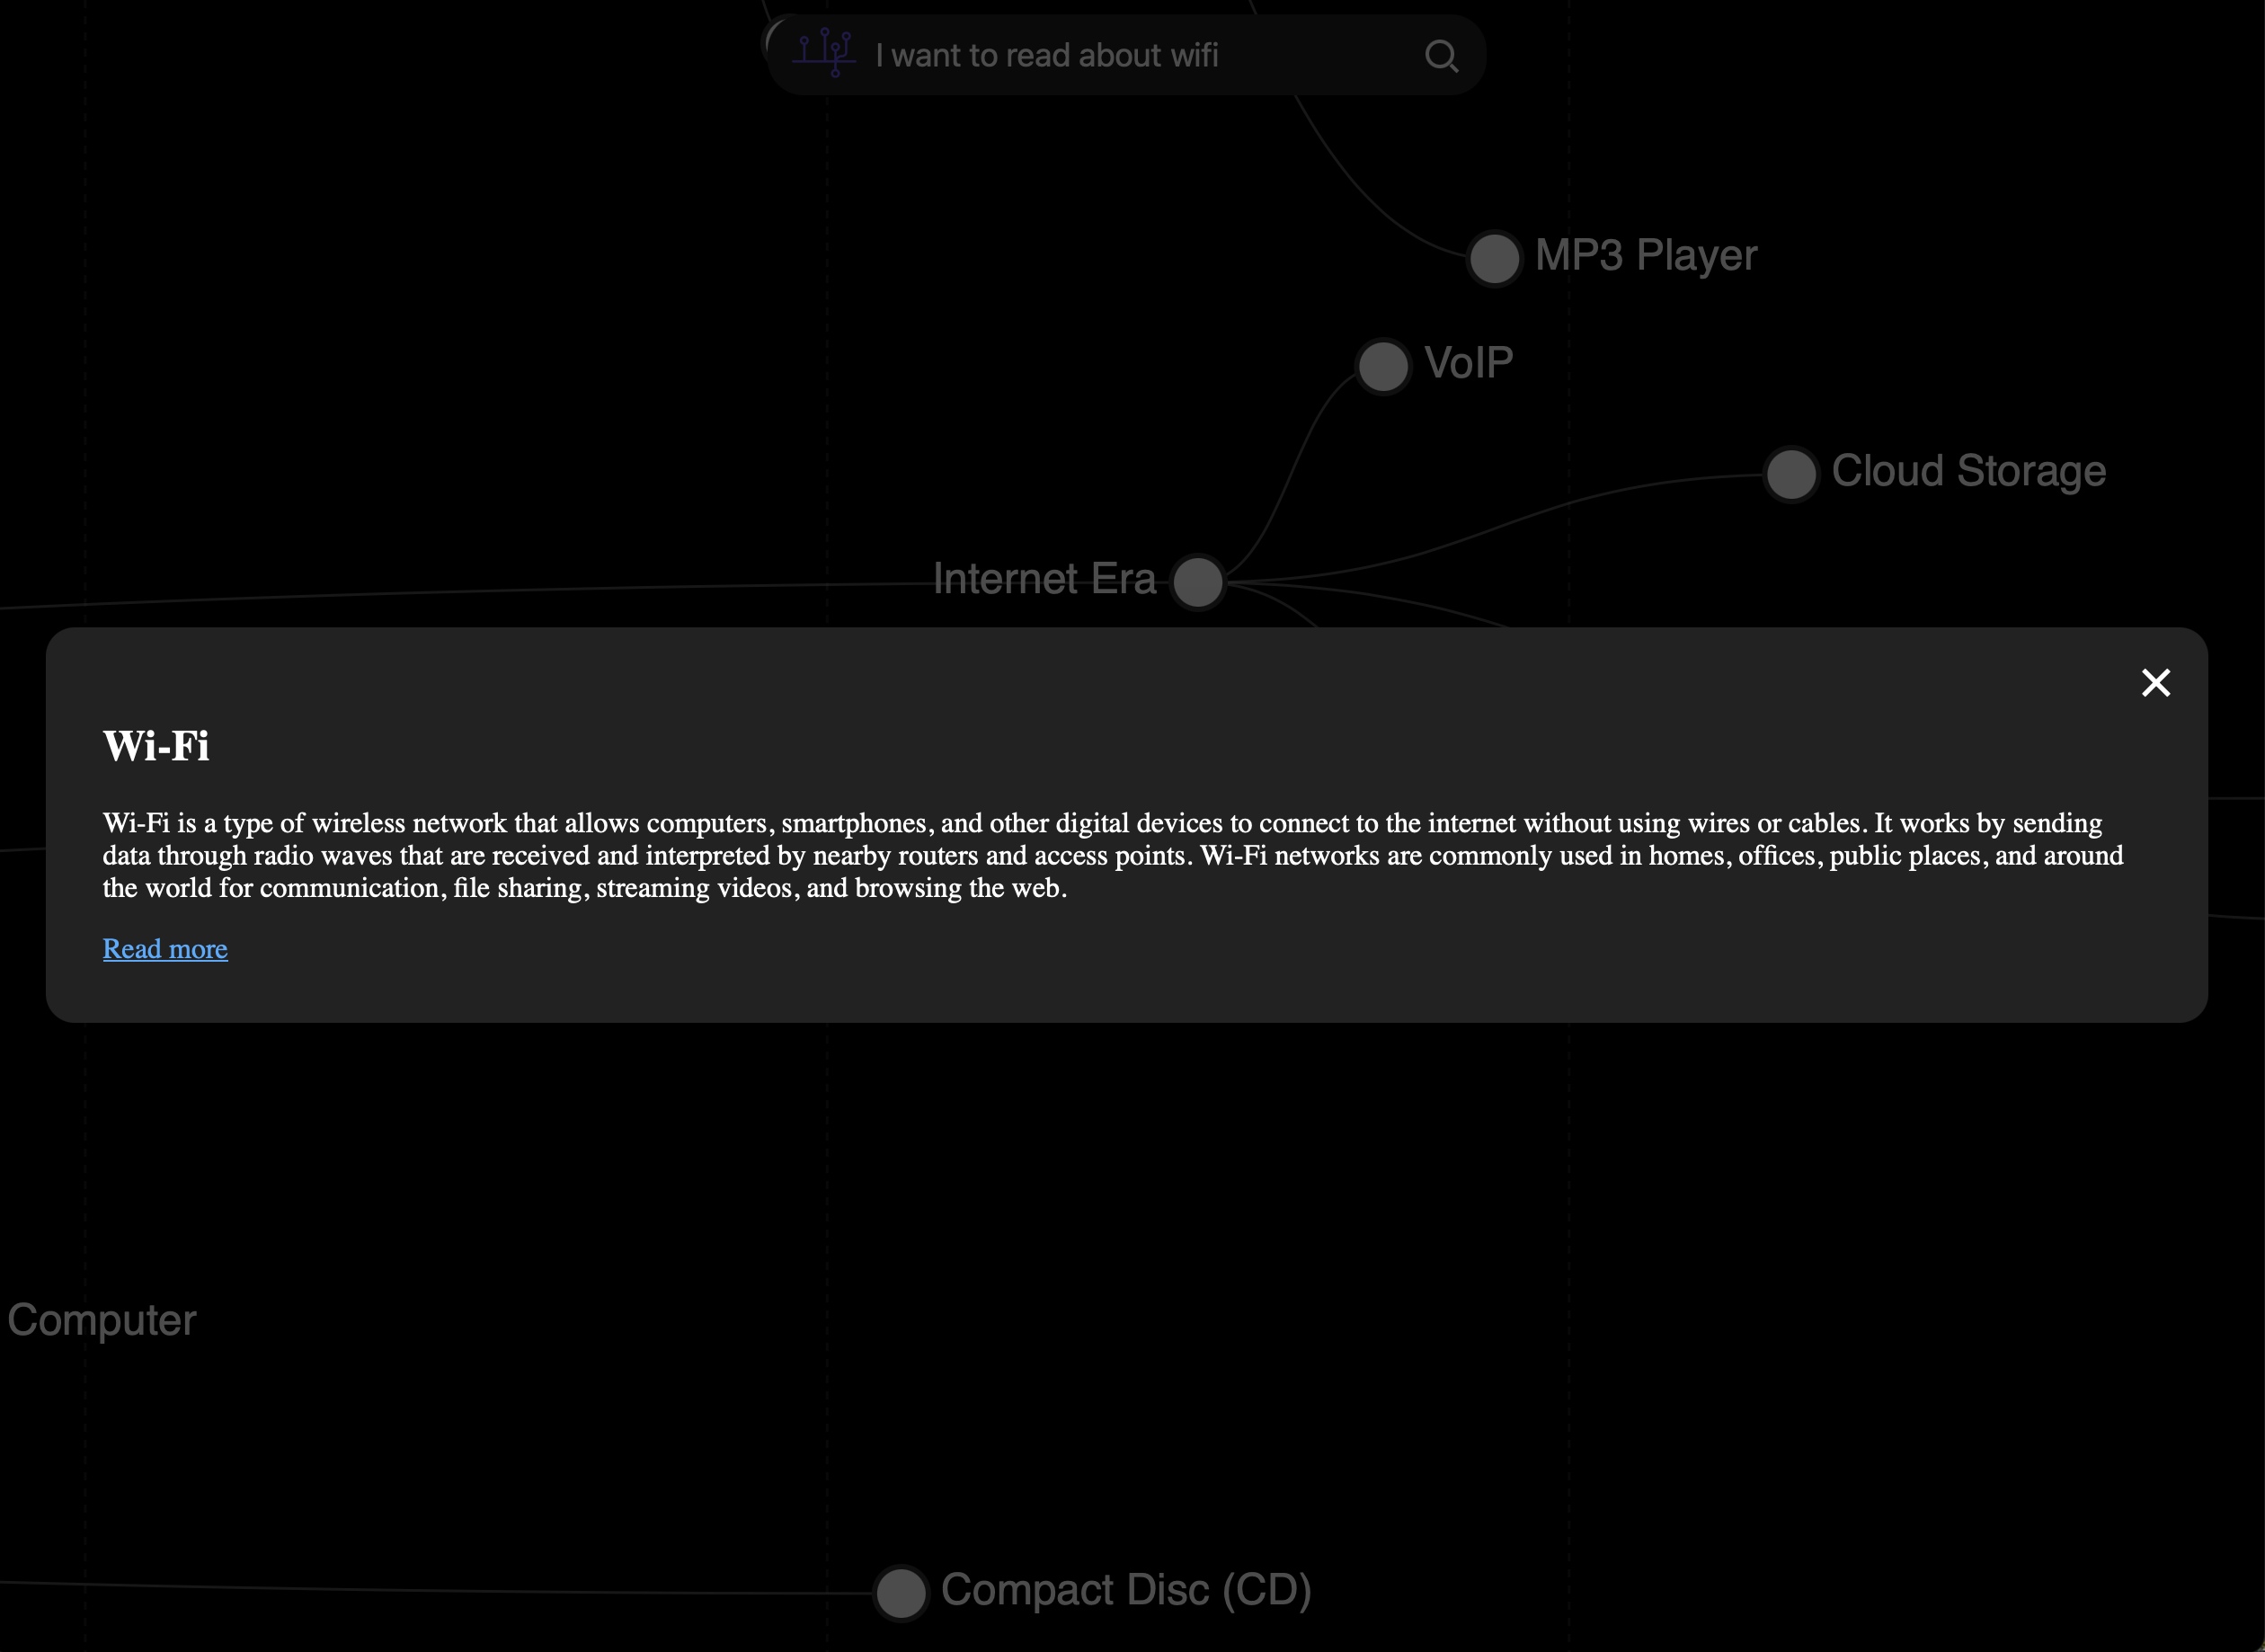 I want to read about wifi
MP3 Player
VoIP
Cloud Storage
Internet Era
Wi-Fi
Wi-Fi is a type of wireless network that allows computers, smartphones, and other digital devices to connect to the internet without using wires or cables. It works by sending
data through radio waves that are received and interpreted by nearby routers and access points. Wi-Fi networks are commonly used in homes, offices, public places, and around
the world for communication, file sharing, streaming videos, and browsing the web.
Read more
Computer
Compact Disc (CD)